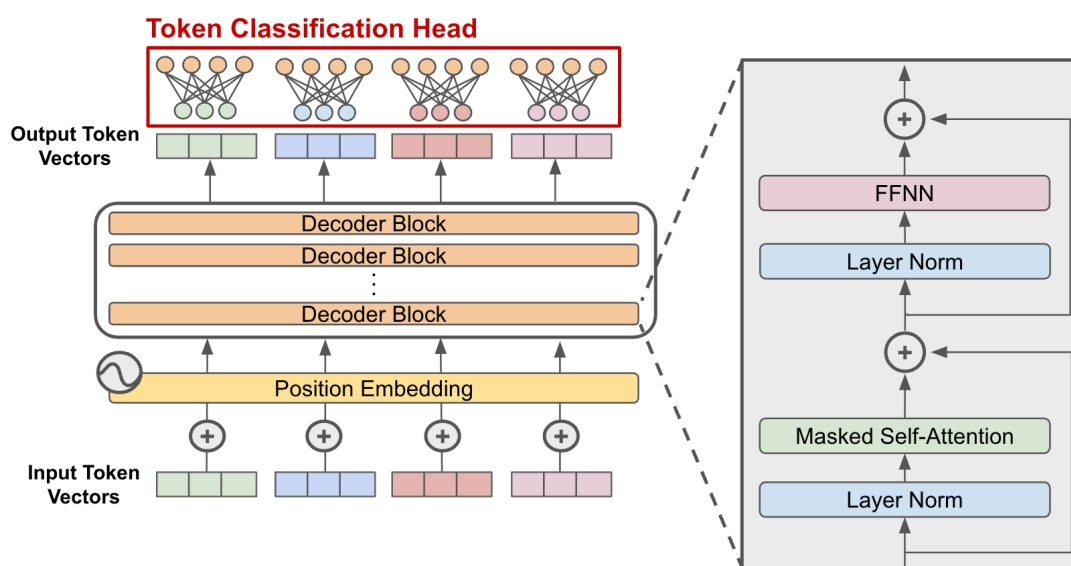 Token Classification Head
Output Token
Vectors
Decoder Block
Decoder Block
Decoder Block
Position Embedding
Input Token
Vectors
FFNN
Layer Norm
Masked Self-Attention
Layer Norm